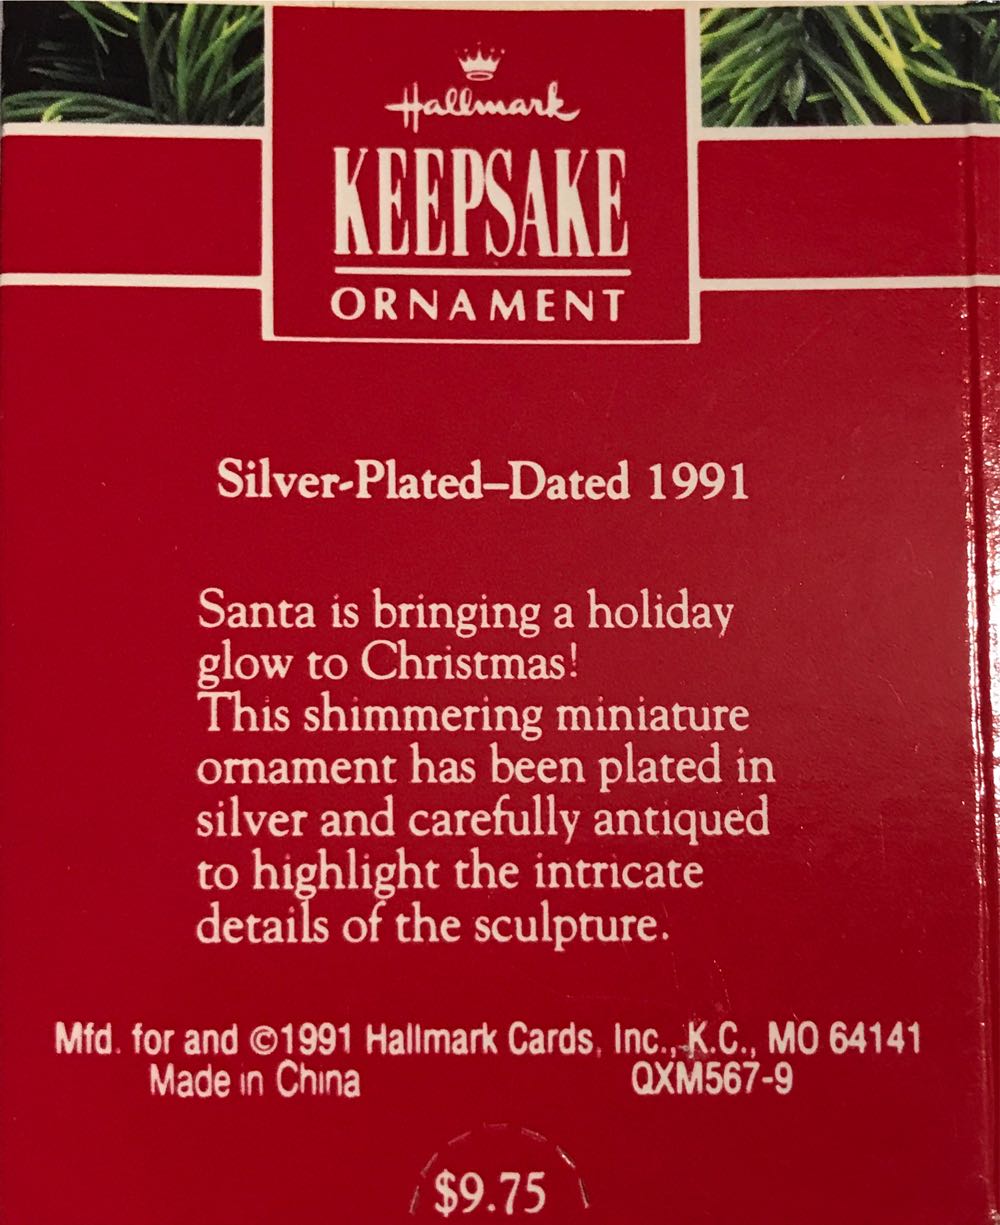 Hallmark
KEEPSAKE
ORNAMENT
Silver-Plated–Dated 1991
Santa is bringing a holiday
glow to Christmas!
This shimmering miniature
ornament has been plated in
silver and carefully antiqued
to highlight the intricate
details of the sculpture.
Mfd. for and ©1991 Hallmark Cards, Inc., K.C., MO 64141
Made in China QXM567-9
$9.75